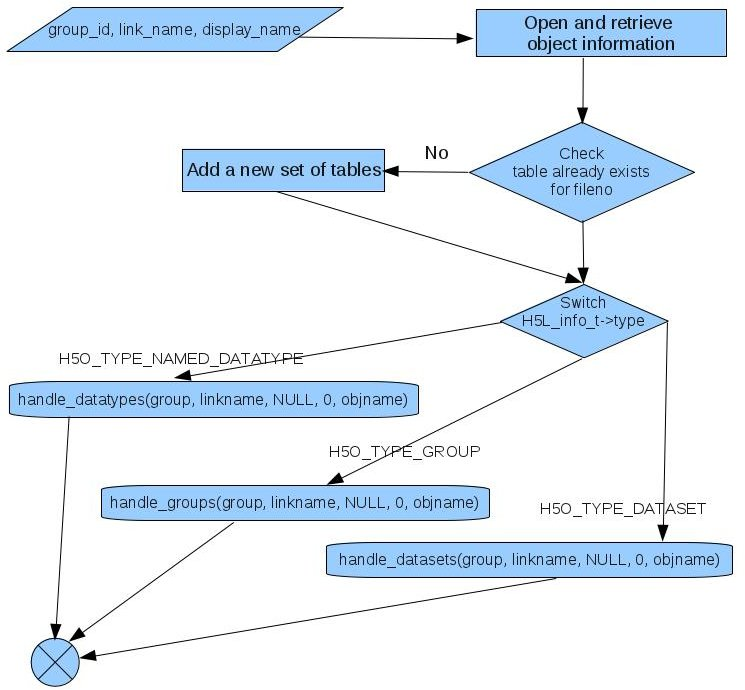 group_id, link_name, display_name
Open and retrieve
object information
Check
table already exists
for fileno
No
Add a new set of tables
Switch
H5L_info_t->type
H5O_TYPE_NAMED_DATATYPE
handle_datatypes(group, linkname, NULL, 0, objname)
H5O_TYPE_GROUP
handle_groups(group, linkname, NULL, 0, objname)
H5O_TYPE_DATASET
handle_datasets(group, linkname, NULL, 0, objname)